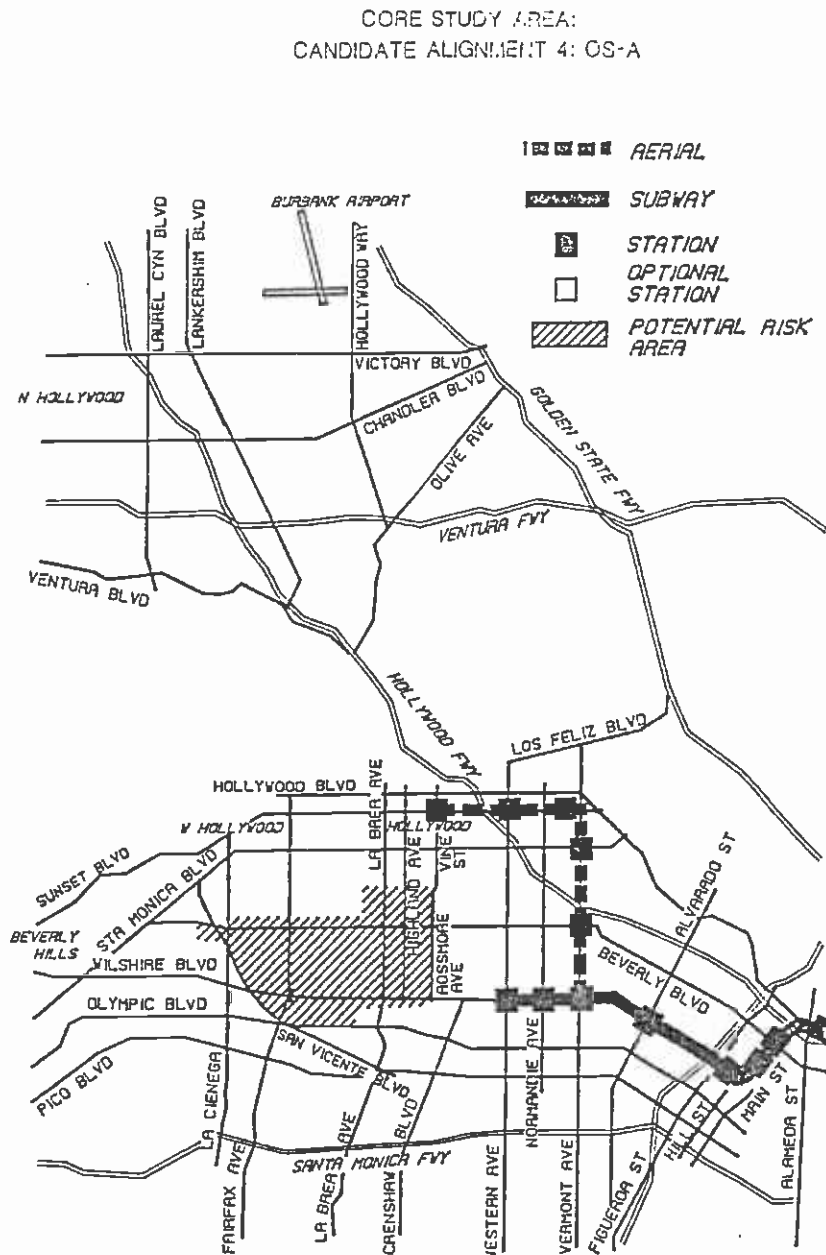 CORE STUDY AREA:
CANDIDATE ALIGNMENT 4: OS-A
AERIAL
SUBWAY
STATION
OPTIONAL
STATION
POTENTIAL RISK
AREA
BURBANK AIRPORT
LAUREL CYN BLVD
LANKERSHIM BLVD
HOLLYWOOD WAY
VICTORY BLVD
N HOLLYWOOD
CHANDLER BLVD
OLIVE AVE
GOLDEN STATE FWY
VENTURA FWY
VENTURA BLVD
HOLLYWOOD FWY
LOS FELIZ BLVD
HOLLYWOOD BLVD
LA BREA AVE
W HOLLYWOOD
HOLLYWOOD
HIGHLAND AVE
VINE
ST
SUNSET BLVD
STA MONICA BLVD
ALVARADO ST
BEVERLY
HILLS
WILSHIRE BLVD
ROSSMORE
AVE
BEVERLY BLVD
OLYMPIC BLVD
SAN VICENTE BLVD
PICO BLVD
NORMANDIE AVE
LA CIENEGA
HILL ST
MAIN ST
ALAMEDA ST
SANTA MONICA FWY
FAIRFAX AVE
LA BREA AVE
CRENSHAW BLVD
WESTERN AVE
VERMONT AVE
FIGUEROA ST